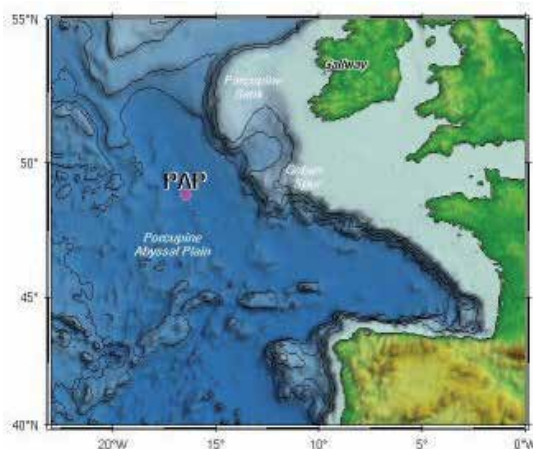 55°N
Galway
Porcupine
Bank
50°
Goban
Spur
PAP
Porcupine
Abyssal Plain
45°
40°N
20°W
15°
10°
5°
0°